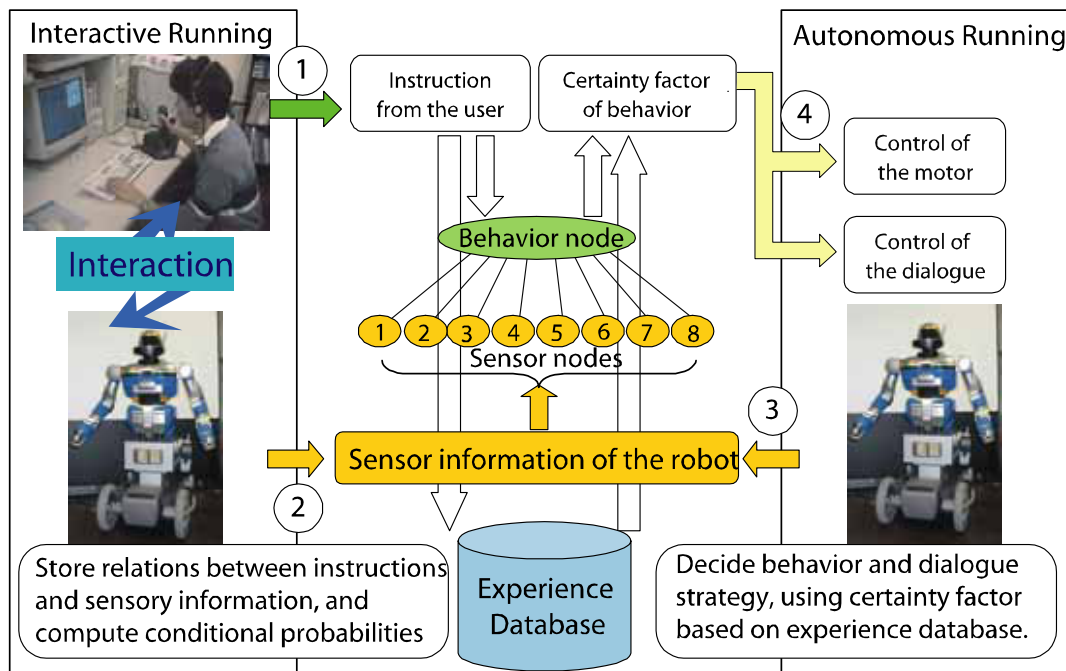 Interactive Running
Autonomous Running
1
Instruction
from the user
Certainty factor
of behavior
4
Control of
the motor
Control of
the dialogue
Interaction
Behavior node
1 2 3 4 5 6 7 8
Sensor nodes
3
Sensor information of the robot
2
Store relations between instructions
and sensory information, and
compute conditional probabilities
Experience
Database
Decide behavior and dialogue
strategy, using certainty factor
based on experience database.